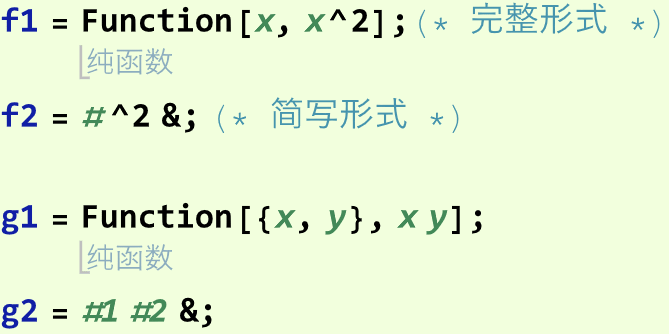 f1 = Function[x, x^2];(* 完整形式 *)
纯函数
f2 = #^2 &; (* 简写形式 *)
g1 = Function[{x, y}, x y];
纯函数
g2 = #1 #2 &;